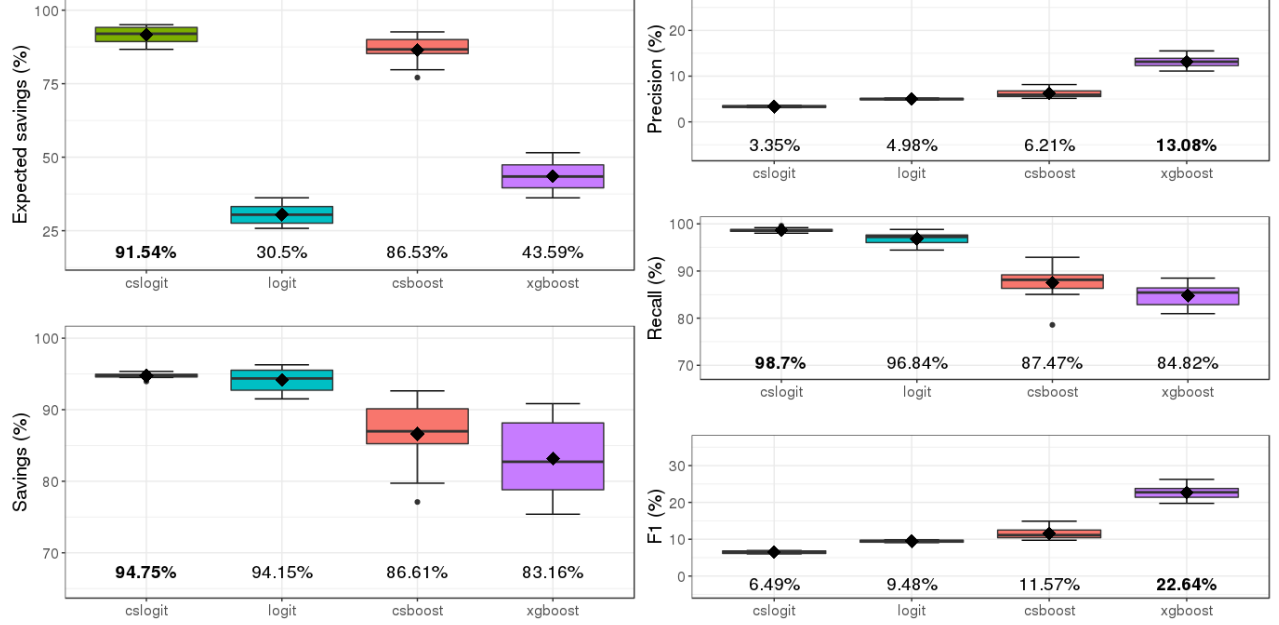 Expected savings (%)
100
75
50
25
91.54% 30.5% 86.53% 43.59%
cslogit logit csboost xgboost
Savings (%)
100
90
80
70
94.75% 94.15% 86.61% 83.16%
cslogit logit csboost xgboost
Precision (%)
20
10
0
3.35% 4.98% 6.21% 13.08%
cslogit logit csboost xgboost
Recall (%)
100
90
80
70
98.7% 96.84% 87.47% 84.82%
cslogit logit csboost xgboost
F1 (%)
30
20
10
0
6.49% 9.48% 11.57% 22.64%
cslogit logit csboost xgboost